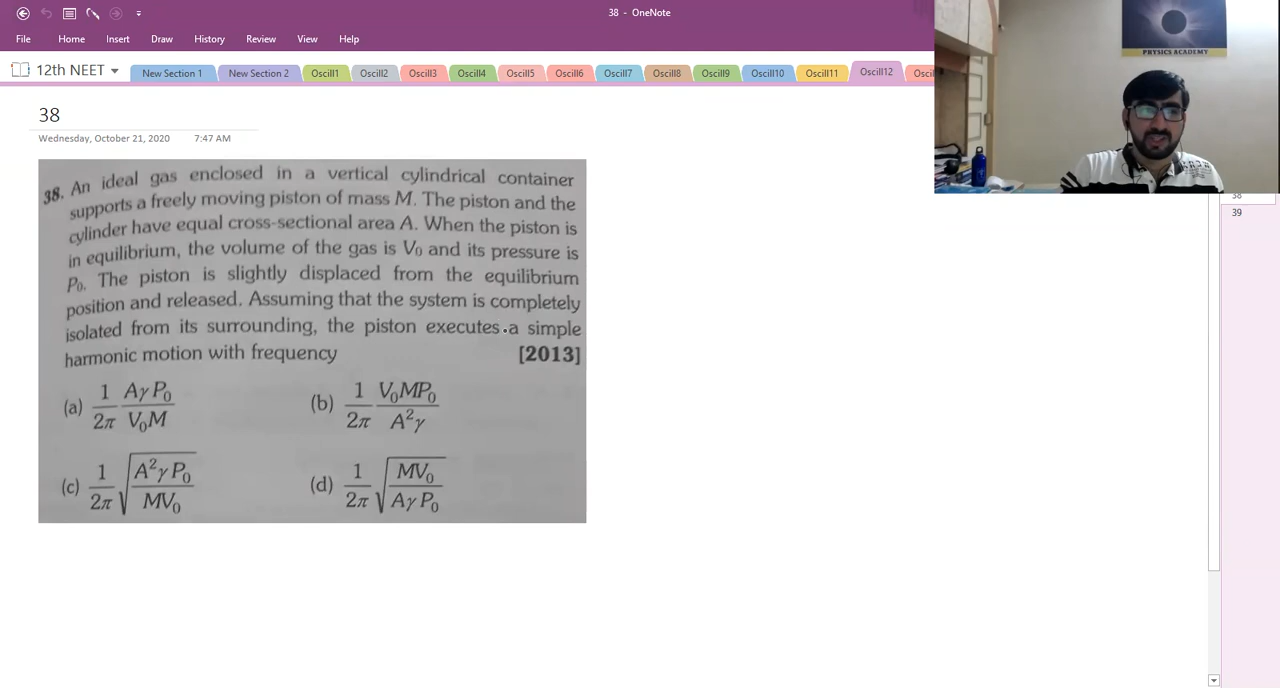 38 - OneNote
File Home Insert Draw History Review View Help
12th NEET New Section 1 New Section 2 Oscill1 Oscill2 Oscill3 Oscill4 Oscill5 Oscill6 Oscill7 Oscill8 Oscill9 Oscill10 Oscill11 Oscill12 Oscil
PHYSICS ACADEMY
38
Wednesday, October 21, 2020 7:47 AM
38. An ideal gas enclosed in a vertical cylindrical container
supports a freely moving piston of mass M. The piston and the
cylinder have equal cross-sectional area A. When the piston is
in equilibrium, the volume of the gas is V₀ and its pressure is
P₀. The piston is slightly displaced from the equilibrium
position and released. Assuming that the system is completely
isolated from its surrounding, the piston executes a simple
harmonic motion with frequency [2013]
(a) 1/2π AγP₀/V₀M (b) 1/2π V₀MP₀/A²γ
(c) 1/2π √(A²γP₀/MV₀) (d) 1/2π √(MV₀/AγP₀)
38
39